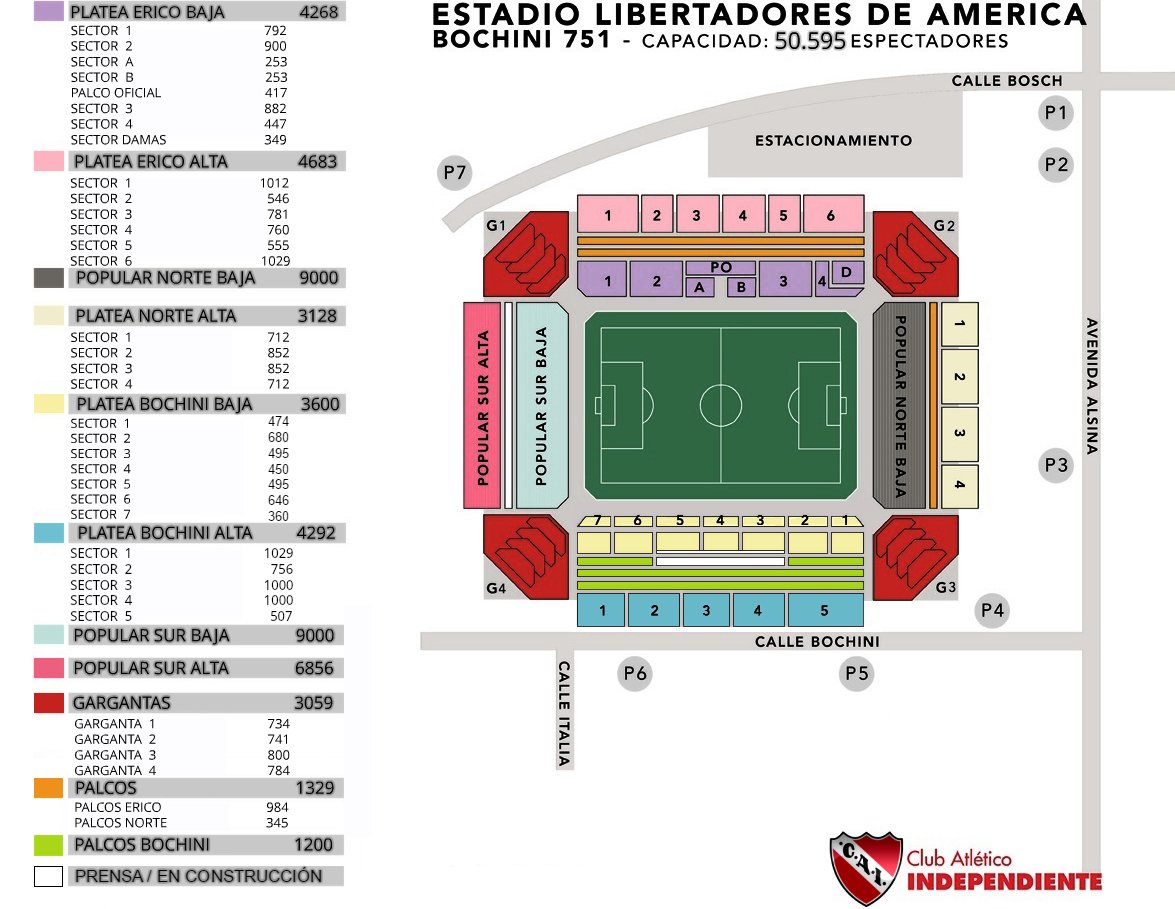 PLATEA ERICO BAJA 4268
SECTOR 1 792
SECTOR 2 900
SECTOR A 253
SECTOR B 253
PALCO OFICIAL 417
SECTOR 3 882
SECTOR 4 447
SECTOR DAMAS 349
PLATEA ERICO ALTA 4683
SECTOR 1 1012
SECTOR 2 546
SECTOR 3 781
SECTOR 4 760
SECTOR 5 555
SECTOR 6 1029
POPULAR NORTE BAJA 9000
PLATEA NORTE ALTA 3128
SECTOR 1 712
SECTOR 2 852
SECTOR 3 852
SECTOR 4 712
PLATEA BOCHINI BAJA 3600
SECTOR 1 474
SECTOR 2 680
SECTOR 3 495
SECTOR 4 450
SECTOR 5 495
SECTOR 6 646
SECTOR 7 360
PLATEA BOCHINI ALTA 4292
SECTOR 1 1029
SECTOR 2 756
SECTOR 3 1000
SECTOR 4 1000
SECTOR 5 507
POPULAR SUR BAJA 9000
POPULAR SUR ALTA 6856
GARGANTAS 3059
GARGANTA 1 734
GARGANTA 2 741
GARGANTA 3 800
GARGANTA 4 784
PALCOS 1329
PALCOS ERICO 984
PALCOS NORTE 345
PALCOS BOCHINI 1200
PRENSA / EN CONSTRUCCIÓN
ESTADIO LIBERTADORES DE AMERICA
BOCHINI 751 - CAPACIDAD: 50.595 ESPECTADORES
CALLE BOSCH
P1
ESTACIONAMIENTO
P2
P7
1 2 3 4 5 6
G1
G2
PO
1 2 A B 3 4 D
POPULAR SUR ALTA
POPULAR SUR BAJA
POPULAR NORTE BAJA
1
2
3
4
AVENIDA ALSINA
P3
7 6 5 4 3 2 1
G4
G3
1 2 3 4 5
P4
CALLE BOCHINI
P6
P5
CALLE ITALIA
C.A.I.
Club Atlético
INDEPENDIENTE